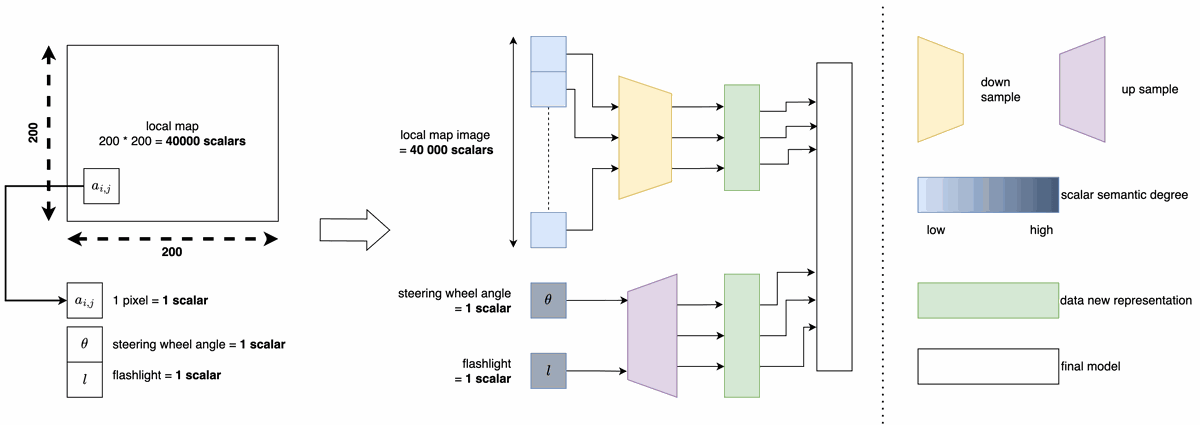 200
local map
200 * 200 = 40000 scalars
a_{i,j}
200
a_{i,j}
1 pixel = 1 scalar
θ
steering wheel angle = 1 scalar
l
flashlight = 1 scalar
local map image
= 40 000 scalars
steering wheel angle
= 1 scalar
θ
flashlight
= 1 scalar
l
down
sample
up sample
scalar semantic degree
low
high
data new representation
final model